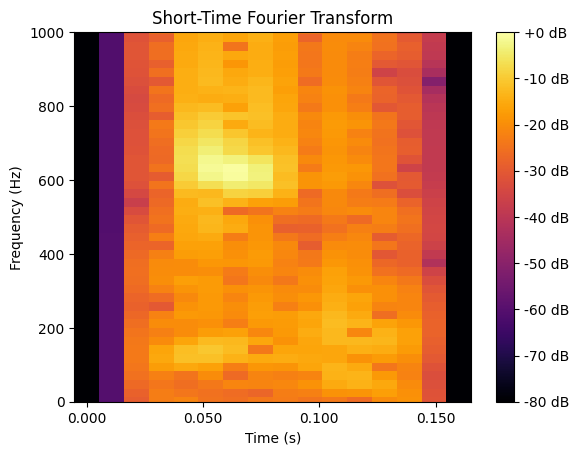 Short-Time Fourier Transform
1000
800
600
400
200
0
Frequency (Hz)
0.000
0.050
0.100
0.150
Time (s)
+0 dB
-10 dB
-20 dB
-30 dB
-40 dB
-50 dB
-60 dB
-70 dB
-80 dB